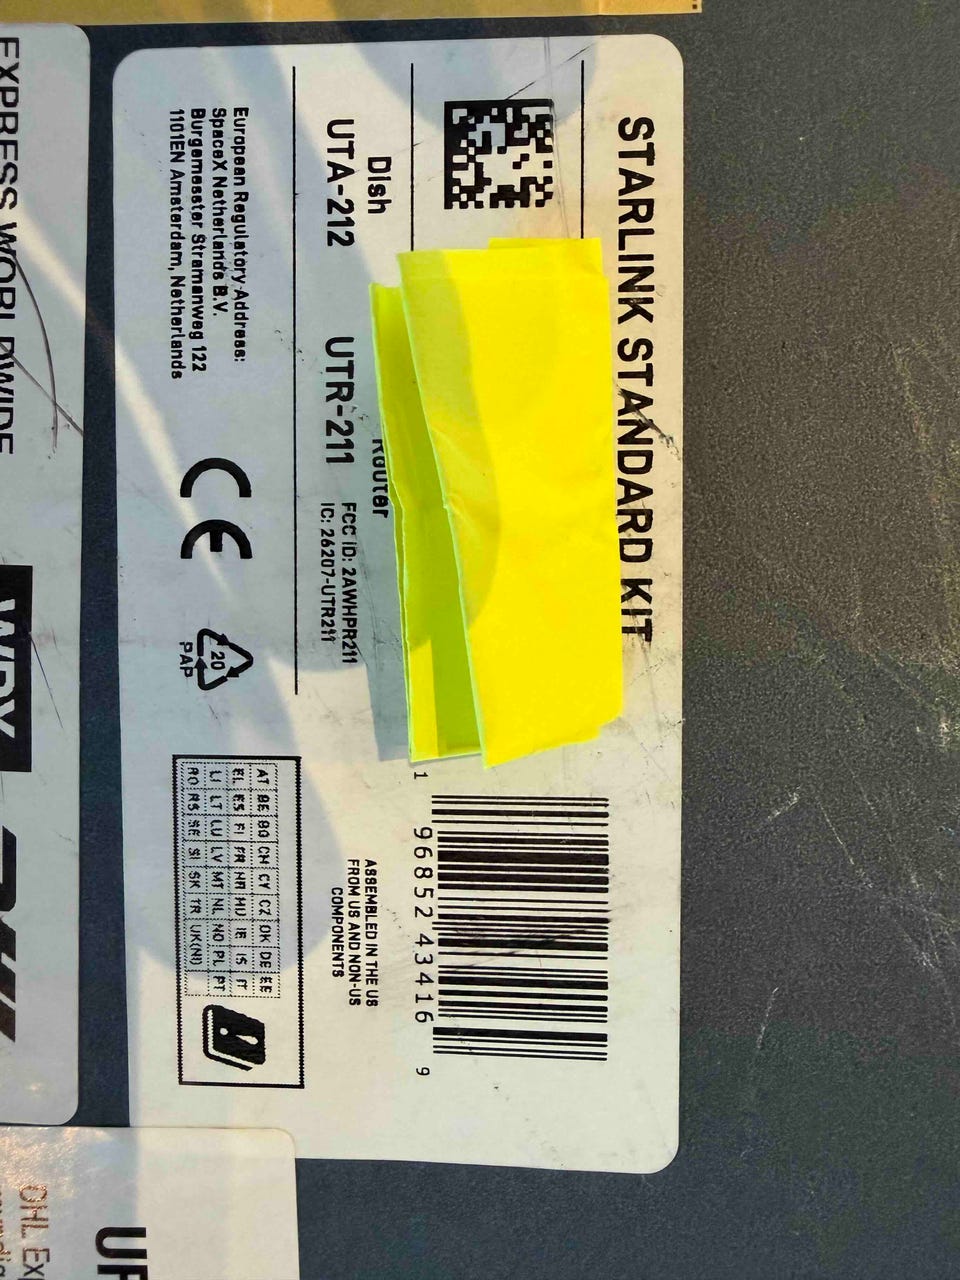 STARLINK STANDARD KIT
1 96852 43416 9
Dish
UTA-212
Router
UTR-211
FCC ID: 2AWHPR211
IC: 26207-UTR211
ASSEMBLED IN THE US
FROM US AND NON-US
COMPONENTS
European Regulatory Address:
SpaceX Netherlands B.V.
Burgemeester Stramanweg 122
1101EN Amsterdam, Netherlands
CE
20
PAP
AT BE BG CH CY CZ DK DE EE
EL ES FI FR HR HU IE IS IT
LI LT LU LV MT NL NO PL PT
RO RS SE SI SK TR UK(NI)
EXPRESS WORLDWIDE
WPX
DHL